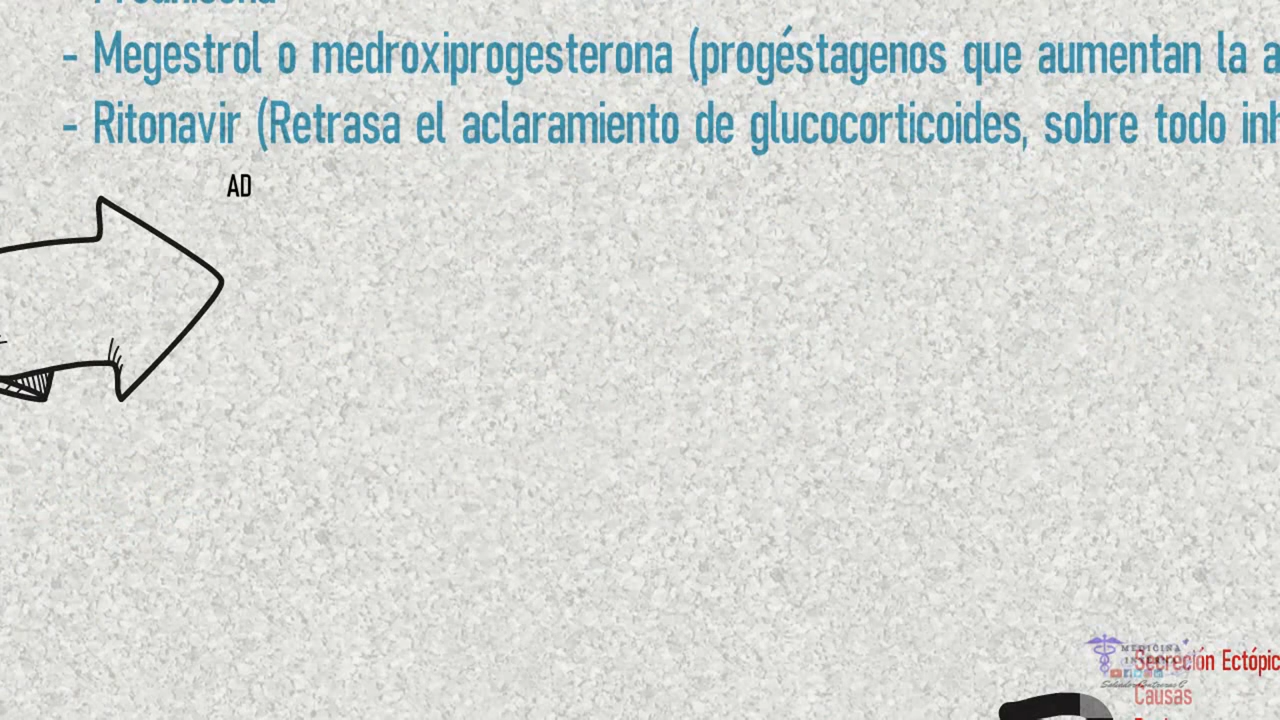 - Megestrol o medroxiprogesterona (progéstagenos que aumentan la a
- Ritonavir (Retrasa el aclaramiento de glucocorticoides, sobre todo inh
AD
MEDICINA
Secreción Ectópic
Causas